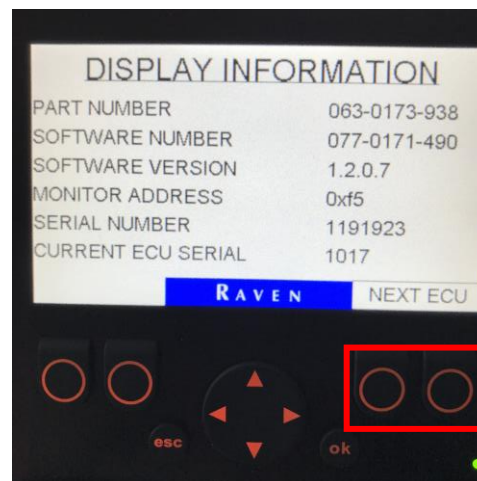 DISPLAY INFORMATION
PART NUMBER 063-0173-938
SOFTWARE NUMBER 077-0171-490
SOFTWARE VERSION 1.2.0.7
MONITOR ADDRESS 0xf5
SERIAL NUMBER 1191923
CURRENT ECU SERIAL 1017
RAVEN NEXT ECU
esc ok